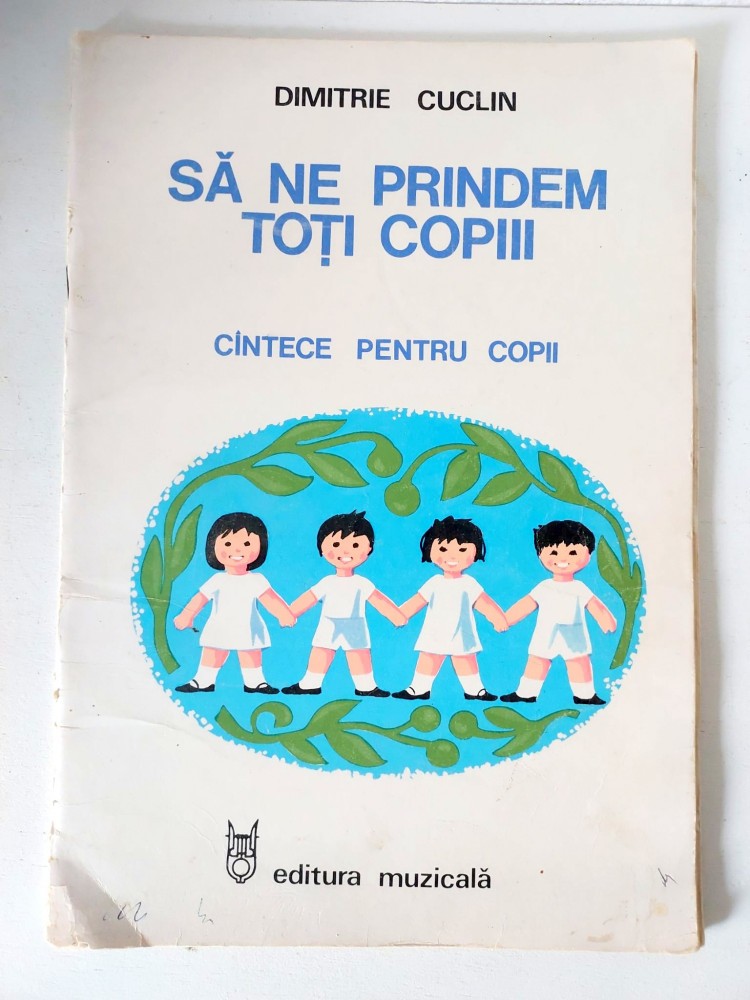 DIMITRIE CUCLIN
SĂ NE PRINDEM
TOȚI COPIII
CÎNTECE PENTRU COPII
editura muzicală